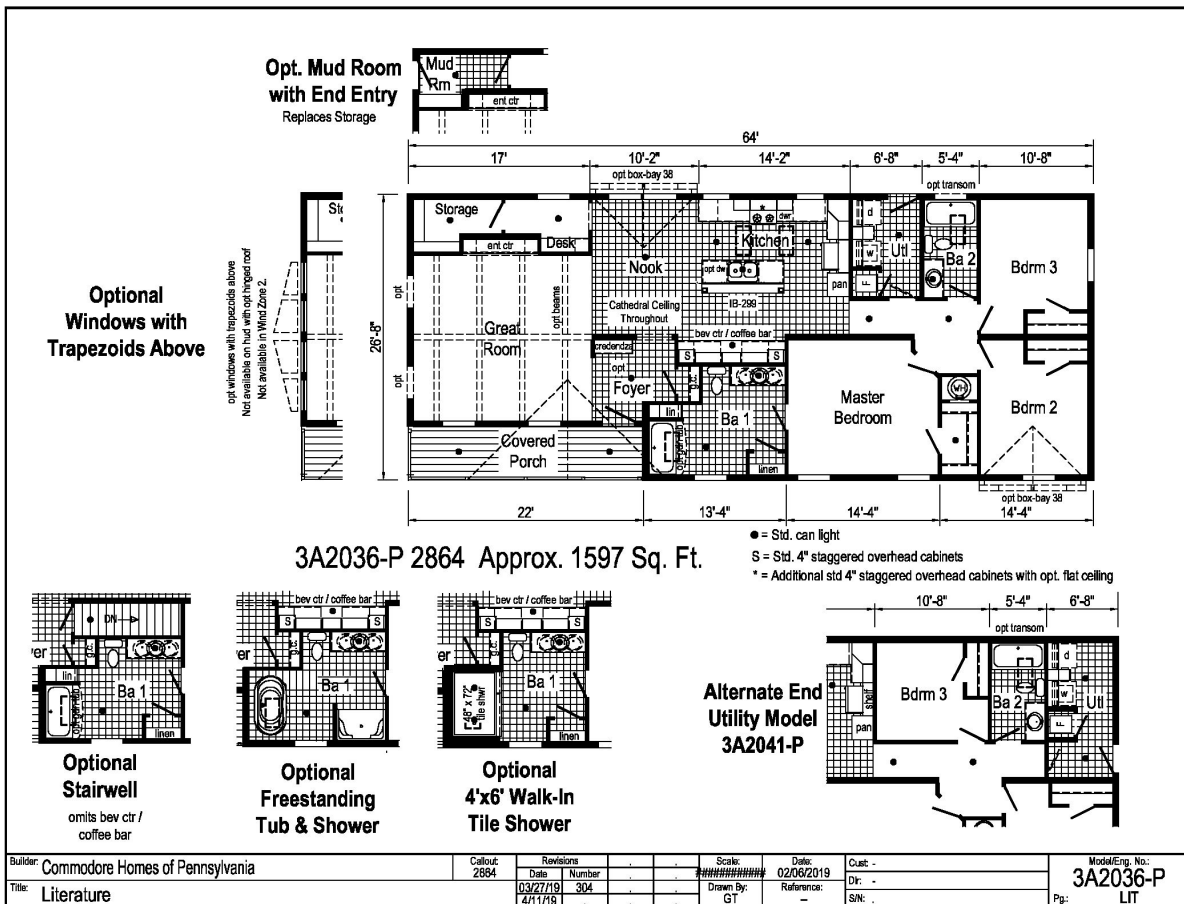 Opt. Mud Room
with End Entry
Replaces Storage
Mud
Rm
ent ctr
64'
17'
10'-2"
14'-2"
6'-8"
5'-4"
10'-8"
opt box-bay 38
opt transom
Storage
ent ctr
Desk
Nook
Kitchen
dwr
*
opt dw
IB-299
pan
d
w
F
Utl
Ba 2
Bdrm 3
Optional
Windows with
Trapezoids Above
opt windows with trapezoids above
Not available on hud with opt hinged roof
Not available in Wind Zone 2.
26'-8"
opt
opt
Great
Room
opt beams
Cathedral Ceiling
Throughout
bev ctr / coffee bar
S
S
credenza
opt
Foyer
g.c.
lin
Ba 1
linen
Master
Bedroom
WH
Bdrm 2
Covered
Porch
opt box-bay 38
22'
13'-4"
14'-4"
14'-4"
3A2036-P 2864 Approx. 1597 Sq. Ft.
● = Std. can light
S = Std. 4" staggered overhead cabinets
* = Additional std 4" staggered overhead cabinets with opt. flat ceiling
DN
g.c.
lin
Ba 1
linen
Optional
Stairwell
omits bev ctr /
coffee bar
bev ctr / coffee bar
S
S
g.c.
Ba 1
Optional
Freestanding
Tub & Shower
bev ctr / coffee bar
S
S
g.c.
48" x 72"
tile shwr
Ba 1
linen
Optional
4'x6' Walk-In
Tile Shower
Alternate End
Utility Model
3A2041-P
10'-8"
5'-4"
6'-8"
opt transom
shelf
pan
Bdrm 3
Ba 2
d
w
F
Utl
Builder: Commodore Homes of Pennsylvania
Title: Literature
Callout:
2864
Revisions
Date Number
03/27/19 304
4/11/19
Scale:
############
Drawn By:
GT
Date:
02/06/2019
Reference:
--
Cust: -
Dlr: -
S/N: .
Model/Eng. No.:
3A2036-P
Pg.: LIT